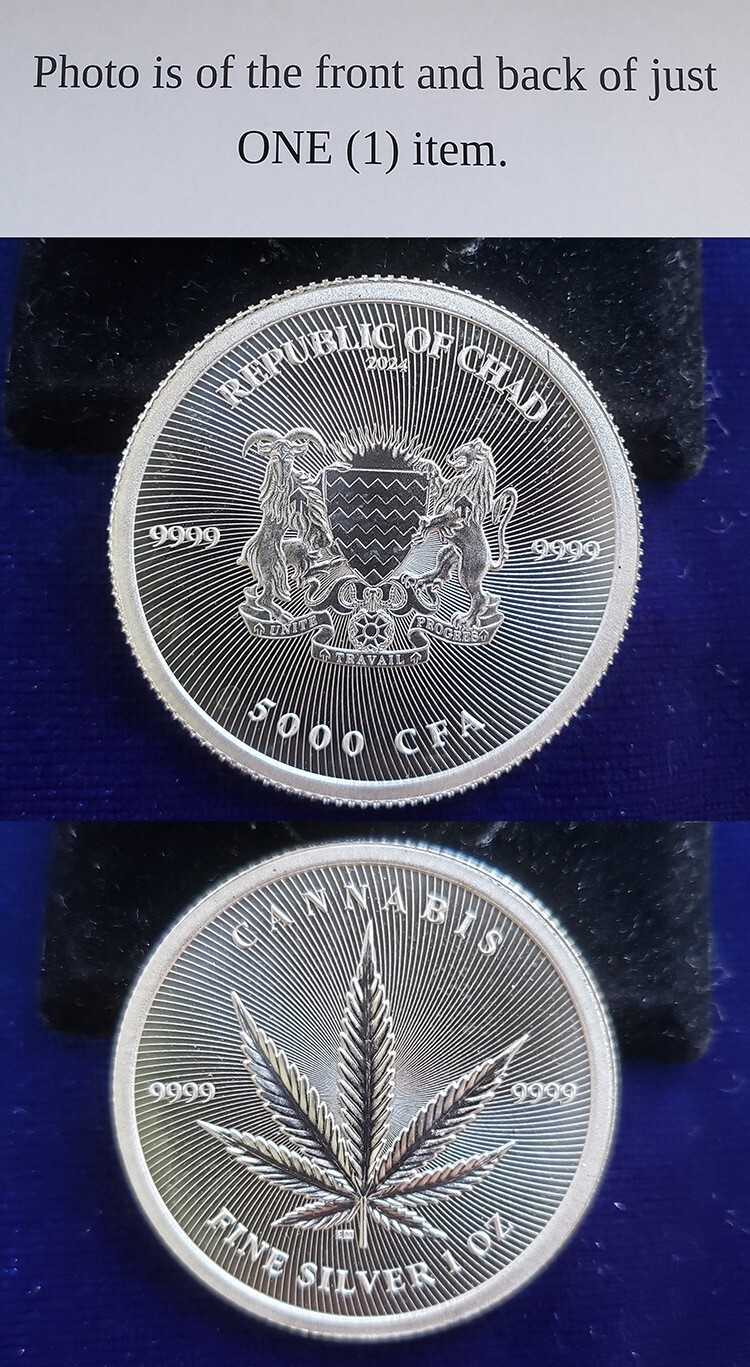 Photo is of the front and back of just
ONE (1) item.
REPUBLIC OF CHAD
2024
9999
9999
UNITE
TRAVAIL
PROGRES
5000 CFA
CANNABIS
9999
9999
FINE SILVER 1 OZ